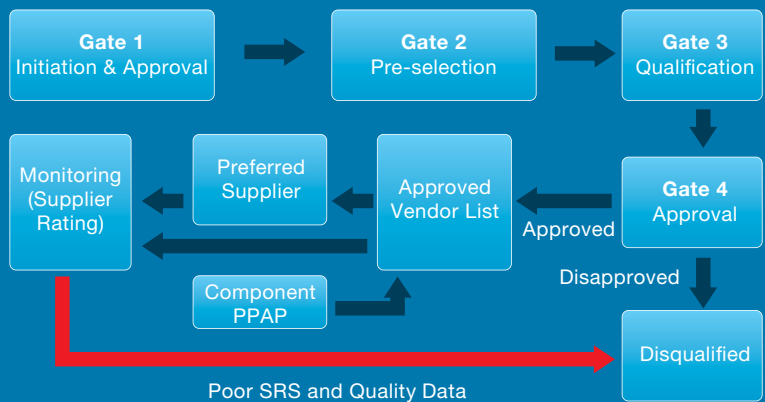 Gate 1
Initiation & Approval
Gate 2
Pre-selection
Gate 3
Qualification
Monitoring
(Supplier
Rating)
Preferred
Supplier
Approved
Vendor List
Gate 4
Approval
Approved
Disapproved
Component
PPAP
Disqualified
Poor SRS and Quality Data